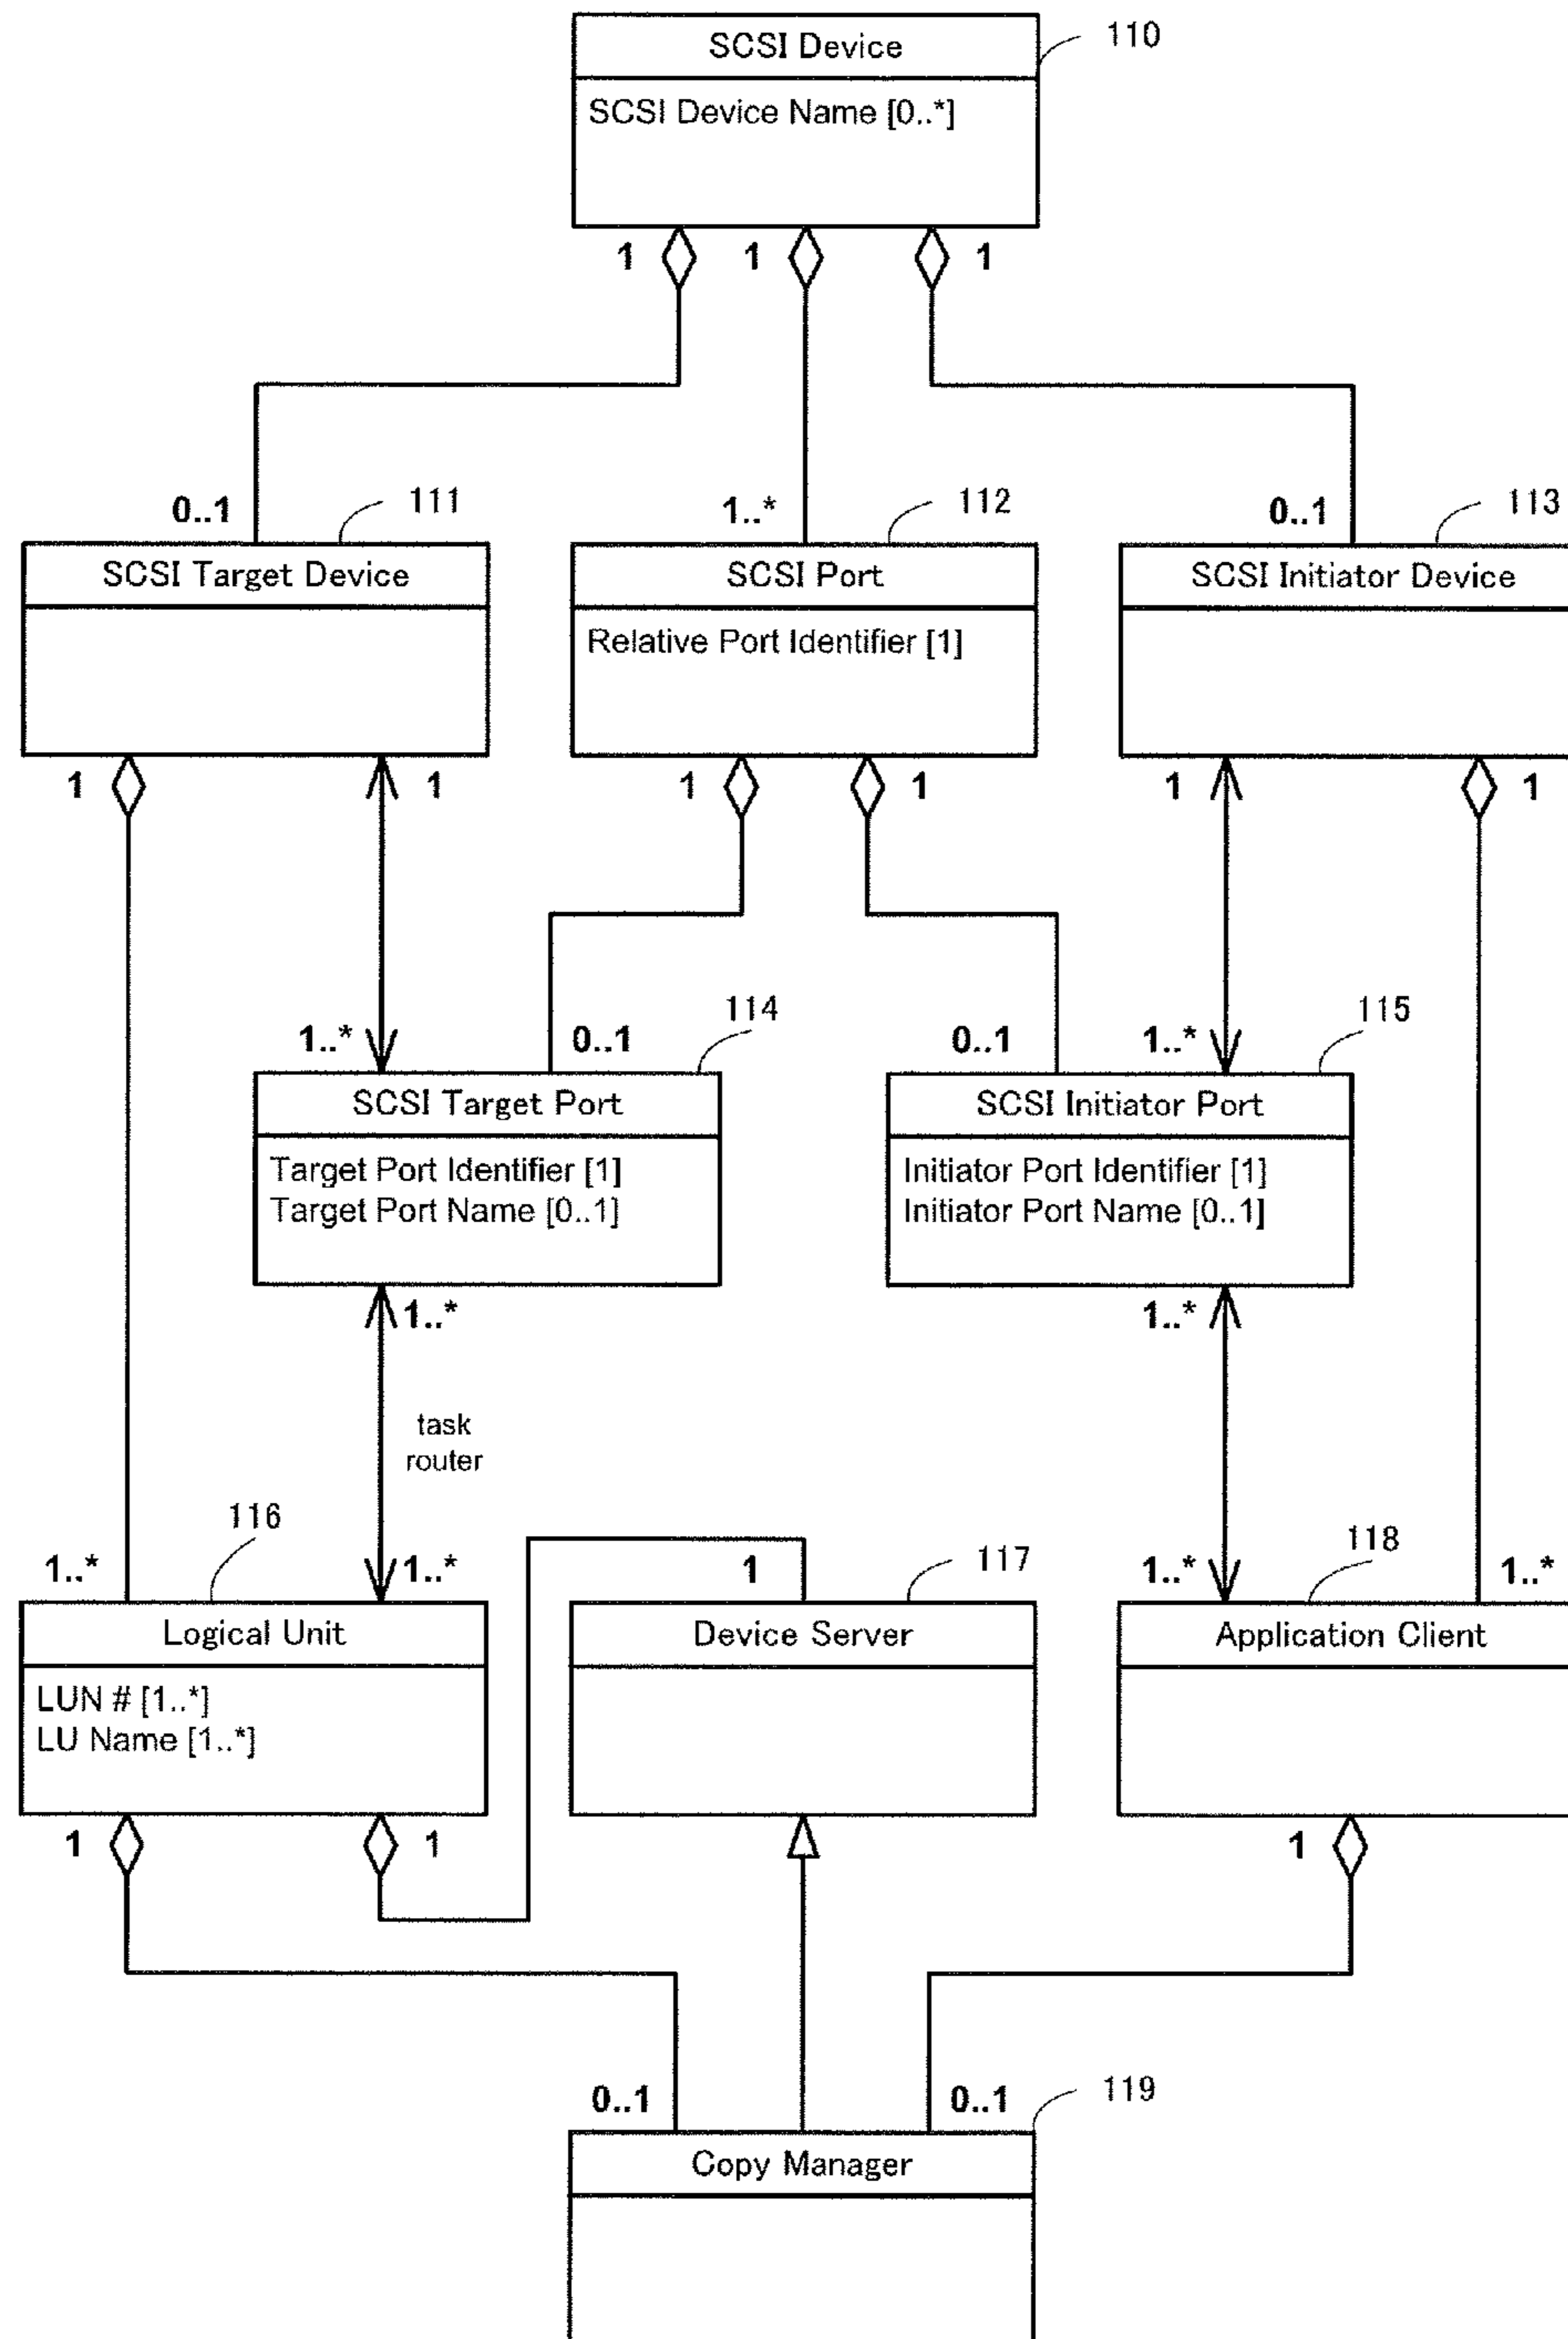 SCSI Device
110
SCSI Device Name [0..*]
1
1
1
0..1
111
1..*
112
0..1
113
SCSI Target Device
SCSI Port
SCSI Initiator Device
Relative Port Identifier [1]
1
1
1
1
1
1
1..*
0..1
114
0..1
1..*
115
SCSI Target Port
SCSI Initiator Port
Target Port Identifier [1]
Target Port Name [0..1]
Initiator Port Identifier [1]
Initiator Port Name [0..1]
1..*
1..*
task
router
1..*
116
1..*
1
117
1..*
118
1..*
Logical Unit
Device Server
Application Client
LUN # [1..*]
LU Name [1..*]
1
1
1
0..1
0..1
119
Copy Manager